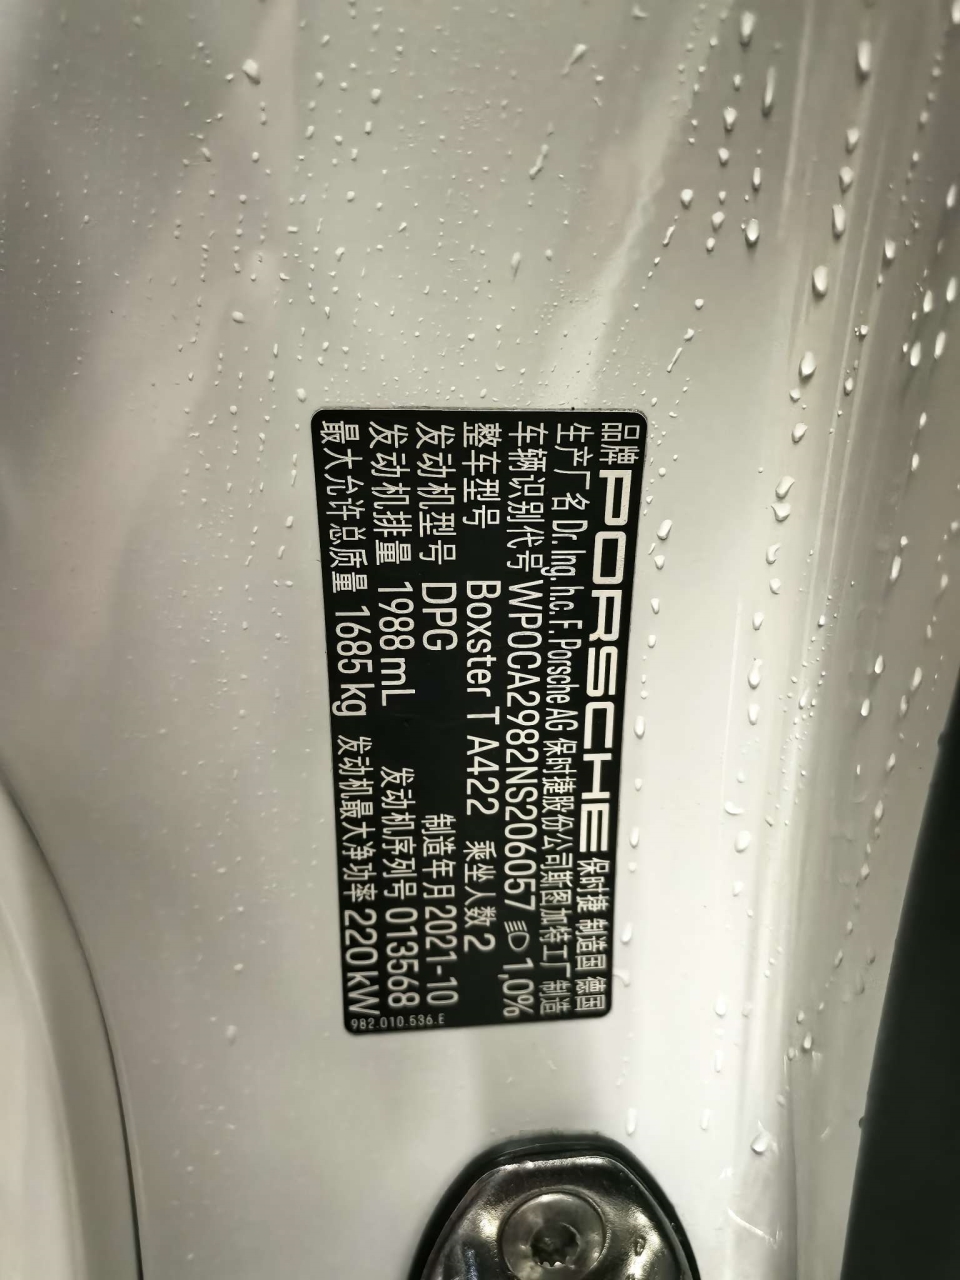 品牌 PORSCHE 保时捷 制造国 德国
生产厂名 Dr. Ing. h.c. F. Porsche AG 保时捷股份公司斯图加特工厂制造
车辆识别代号 WP0CA2982NS206057 1,0%
整车型号 Boxster T A422 乘坐人数 2
发动机型号 DPG 制造年月 2021-10
发动机排量 1988 mL 发动机序列号 013568
最大允许总质量 1685 kg 发动机最大净功率 220 kW
982.010.536.E